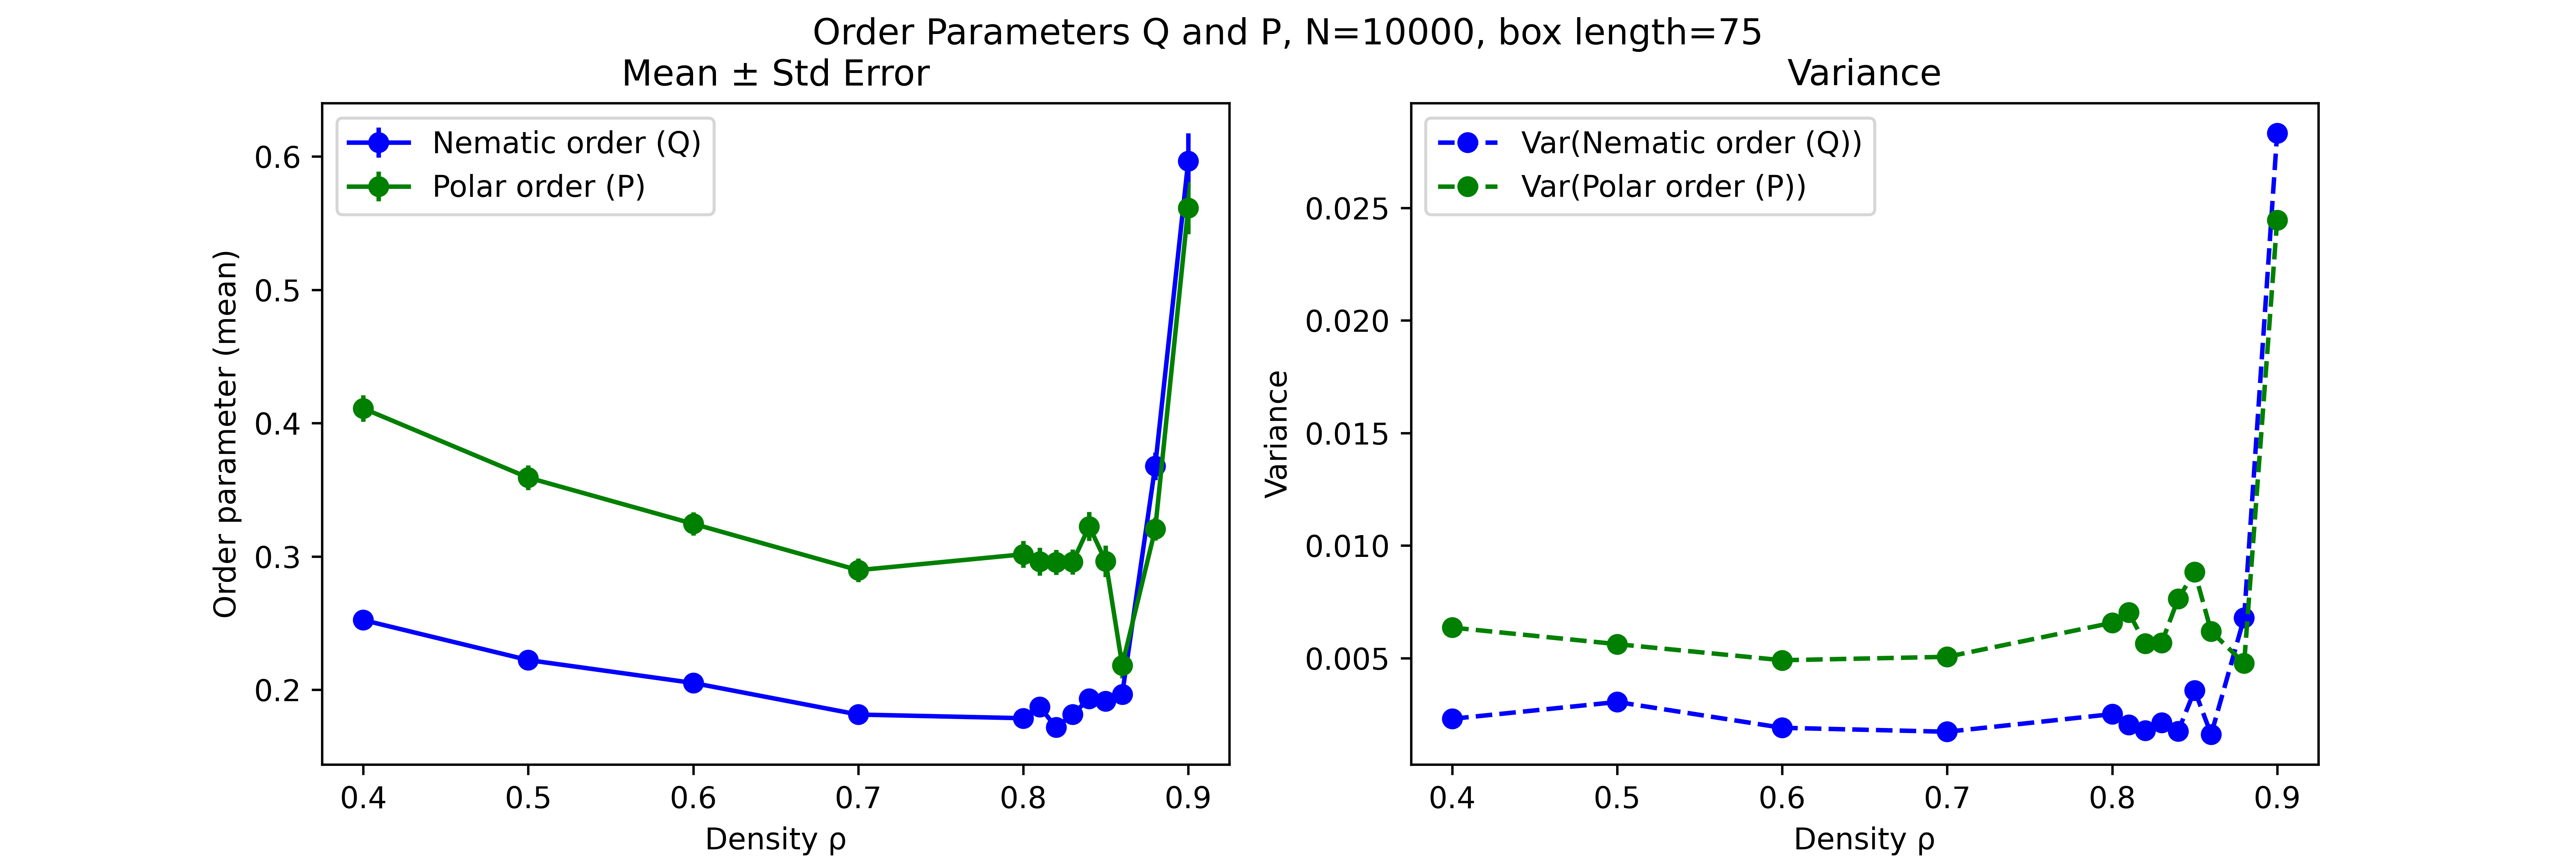 Order Parameters Q and P, N=10000, box length=75
Mean ± Std Error
Nematic order (Q)
Polar order (P)
Order parameter (mean)
0.6
0.5
0.4
0.3
0.2
0.4 0.5 0.6 0.7 0.8 0.9
Density ρ
Variance
Var(Nematic order (Q))
Var(Polar order (P))
Variance
0.025
0.020
0.015
0.010
0.005
0.4 0.5 0.6 0.7 0.8 0.9
Density ρ